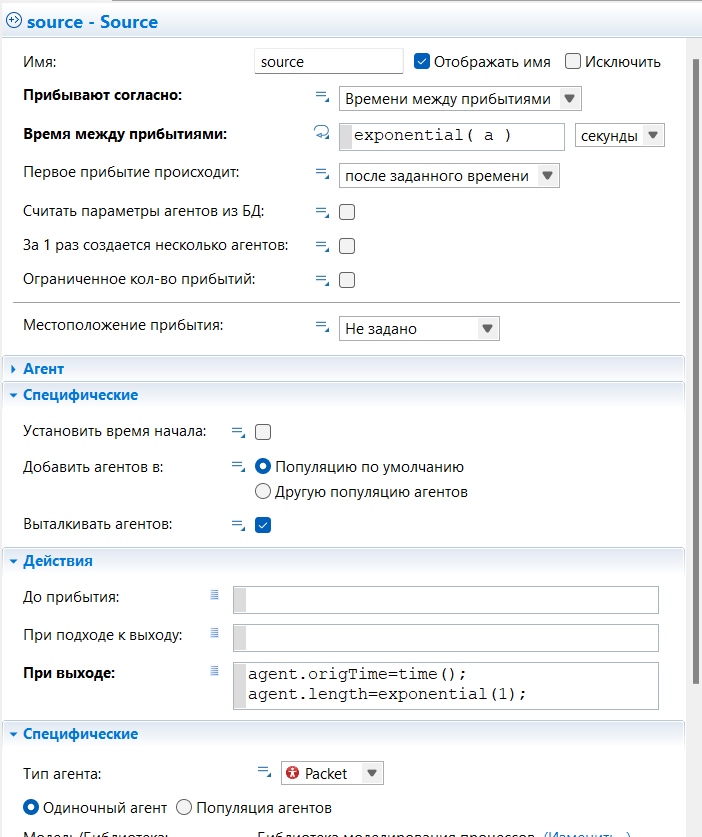 source - Source
Имя: source Отображать имя Исключить
Прибывают согласно: Времени между прибытиями
Время между прибытиями: exponential( a ) секунды
Первое прибытие происходит: после заданного времени
Считать параметры агентов из БД:
За 1 раз создается несколько агентов:
Ограниченное кол-во прибытий:
Местоположение прибытия: Не задано
Агент
Специфические
Установить время начала:
Добавить агентов в: Популяцию по умолчанию
Другую популяцию агентов
Выталкивать агентов:
Действия
До прибытия:
При подходе к выходу:
При выходе: agent.origTime=time();
agent.length=exponential(1);
Специфические
Тип агента: Packet
Одиночный агент Популяция агентов
Модель/Библиотека: Библиотека моделирования процессов (Изменить...)